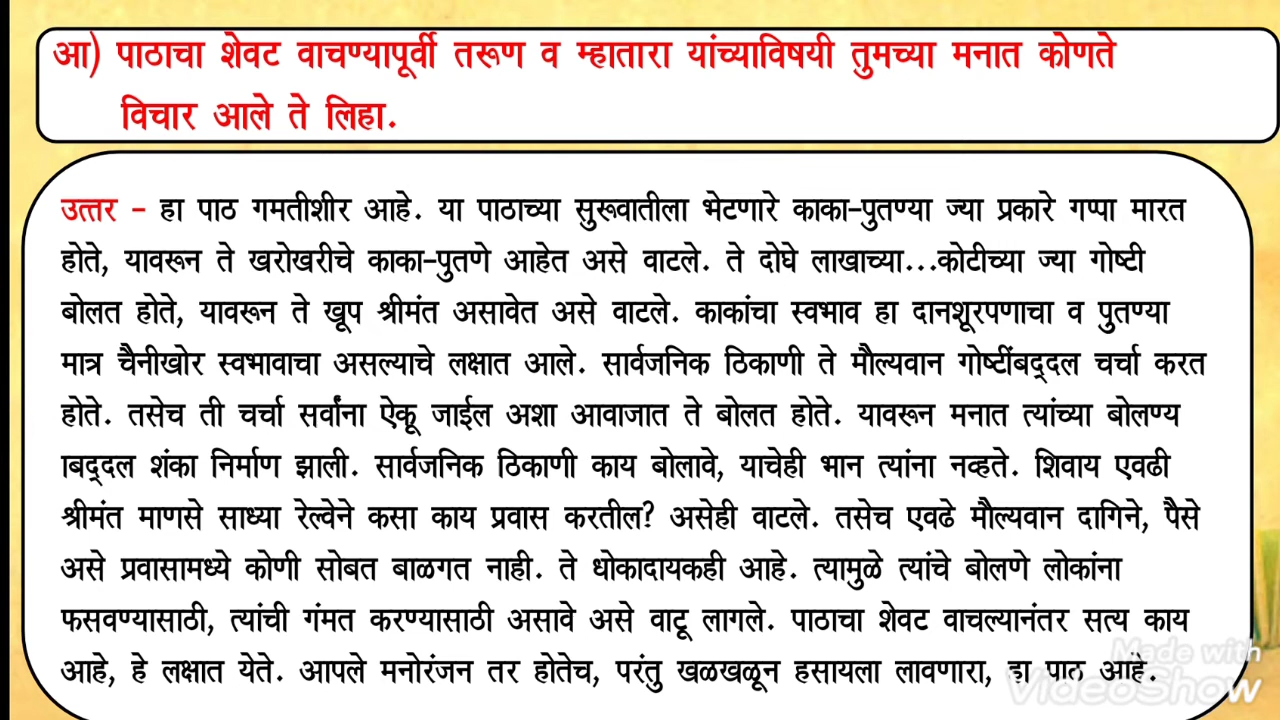 आ) पाठाचा शेवट वाचण्यापूर्वी तरूण व म्हातारा यांच्याविषयी तुमच्या मनात कोणते
विचार आले ते लिहा.
उत्तर - हा पाठ गमतीशीर आहे. या पाठाच्या सुरूवातीला भेटणारे काका-पुतण्या ज्या प्रकारे गप्पा मारत
होते, यावरून ते खरोखरीचे काका-पुतणे आहेत असे वाटले. ते दोघे लाखाच्या...कोटीच्या ज्या गोष्टी
बोलत होते, यावरून ते खूप श्रीमंत असावेत असे वाटले. काकांचा स्वभाव हा दानशूरपणाचा व पुतण्या
मात्र चैनीखोर स्वभावाचा असल्याचे लक्षात आले. सार्वजनिक ठिकाणी ते मौल्यवान गोष्टींबद्दल चर्चा करत
होते. तसेच ती चर्चा सर्वांना ऐकू जाईल अशा आवाजात ते बोलत होते. यावरून मनात त्यांच्या बोलण्य
ाबद्दल शंका निर्माण झाली. सार्वजनिक ठिकाणी काय बोलावे, याचेही भान त्यांना नव्हते. शिवाय एवढी
श्रीमंत माणसे साध्या रेल्वेने कसा काय प्रवास करतील? असेही वाटले. तसेच एवढे मौल्यवान दागिने, पैसे
असे प्रवासामध्ये कोणी सोबत बाळगत नाही. ते धोकादायकही आहे. त्यामुळे त्यांचे बोलणे लोकांना
फसवण्यासाठी, त्यांची गंमत करण्यासाठी असावे असे वाटू लागले. पाठाचा शेवट वाचल्यानंतर सत्य काय
आहे, हे लक्षात येते. आपले मनोरंजन तर होतेच, परंतु खळखळून हसायला लावणारा, हा पाठ आहे.
Made with
VideoShow